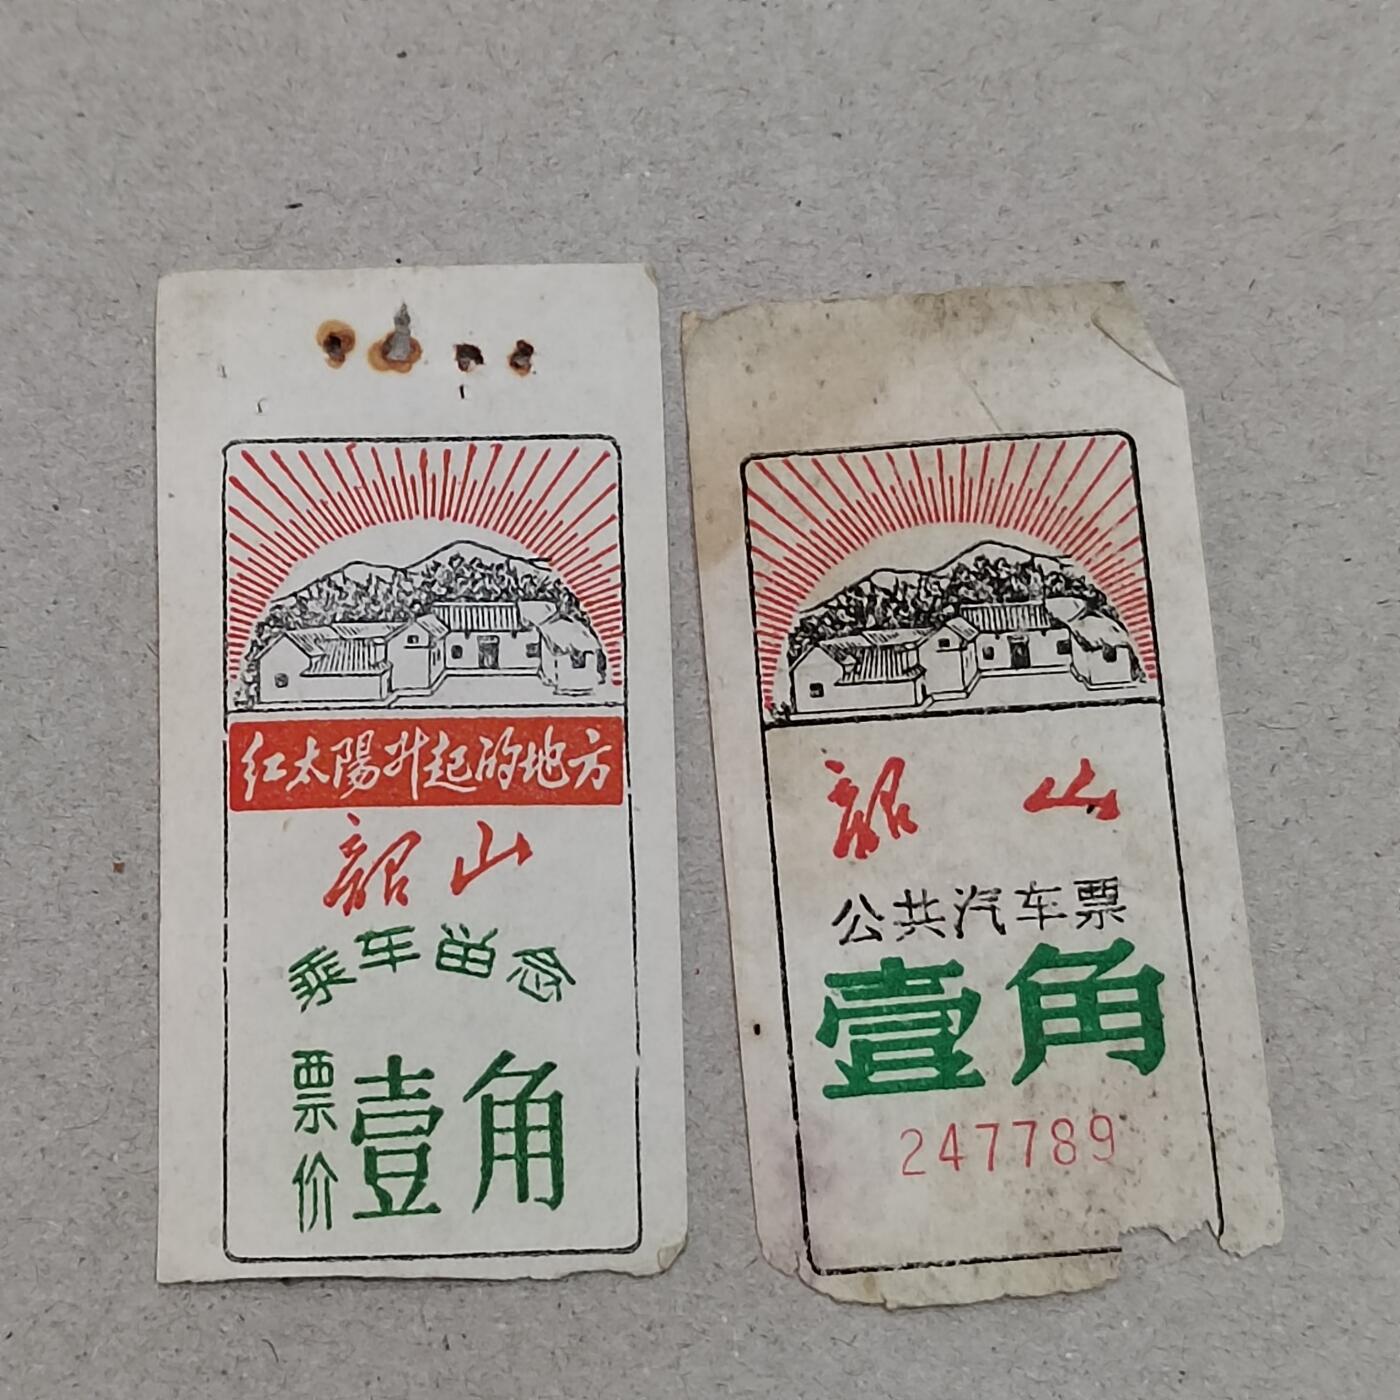 红太陽升起的地方
韶山
乘车留念
票价
壹角
韶山
公共汽车票
壹角
247789